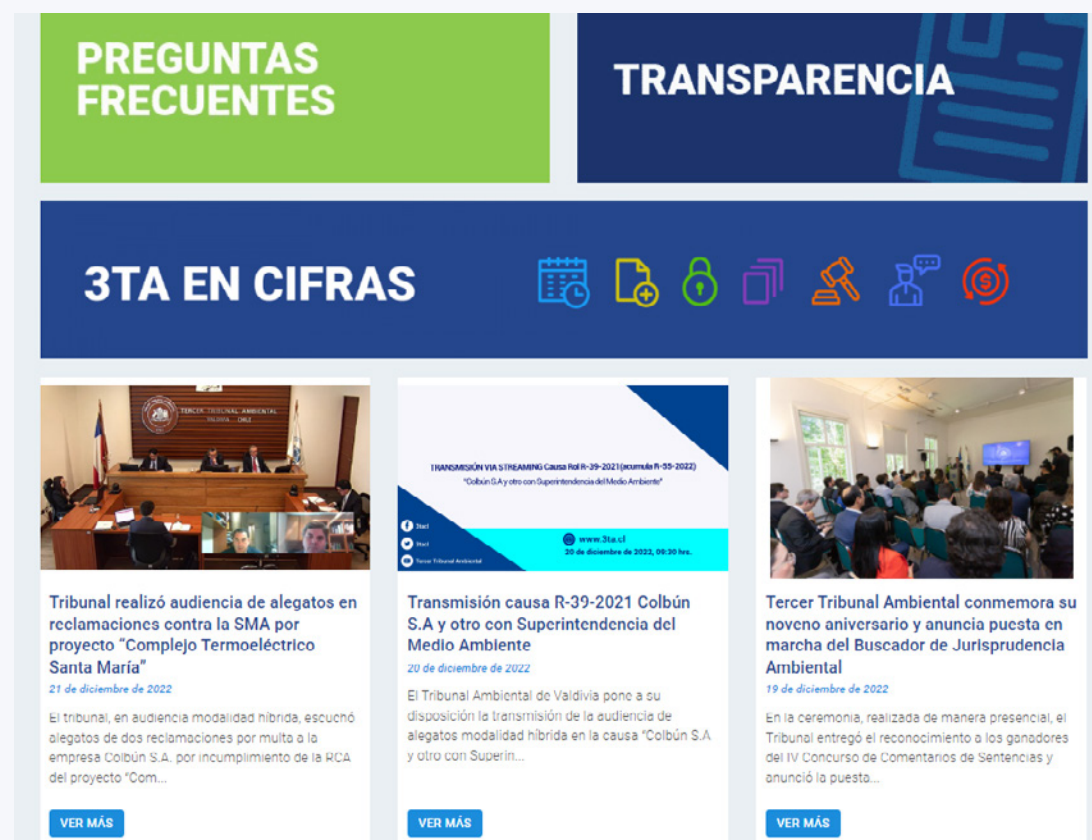 PREGUNTAS
FRECUENTES
TRANSPARENCIA
3TA EN CIFRAS
TERCER TRIBUNAL AMBIENTAL
VALDIVIA - CHILE
TRANSMISIÓN VIA STREAMING Causa Rol R-39-2021 (acumula R-55-2022)
"Colbún S.A y otro con Superintendencia del Medio Ambiente"
3tacl
3tacl
Tercer Tribunal Ambiental
www.3ta.cl
20 de diciembre de 2022, 09:30 hrs.
Tribunal realizó audiencia de alegatos en
reclamaciones contra la SMA por
proyecto “Complejo Termoeléctrico
Santa María”
21 de diciembre de 2022
El tribunal, en audiencia modalidad híbrida, escuchó
alegatos de dos reclamaciones por multa a la
empresa Colbún S.A. por incumplimiento de la RCA
del proyecto “Com...
VER MÁS
Transmisión causa R-39-2021 Colbún
S.A y otro con Superintendencia del
Medio Ambiente
20 de diciembre de 2022
El Tribunal Ambiental de Valdivia pone a su
disposición la transmisión de la audiencia de
alegatos modalidad híbrida en la causa “Colbún S.A
y otro con Superin...
VER MÁS
Tercer Tribunal Ambiental conmemora su
noveno aniversario y anuncia puesta en
marcha del Buscador de Jurisprudencia
Ambiental
19 de diciembre de 2022
En la ceremonia, realizada de manera presencial, el
Tribunal entregó el reconocimiento a los ganadores
del IV Concurso de Comentarios de Sentencias y
anunció la puesta...
VER MÁS